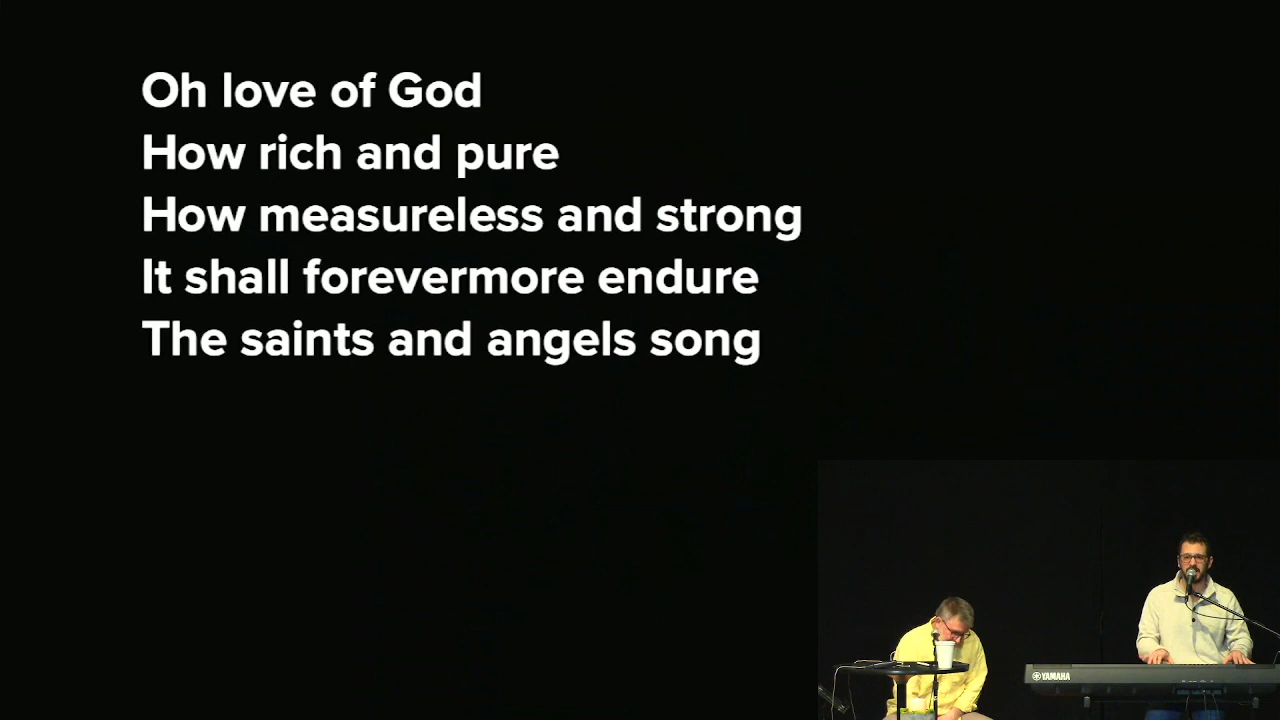 Oh love of God
How rich and pure
How measureless and strong
It shall forevermore endure
The saints and angels song
YAMAHA